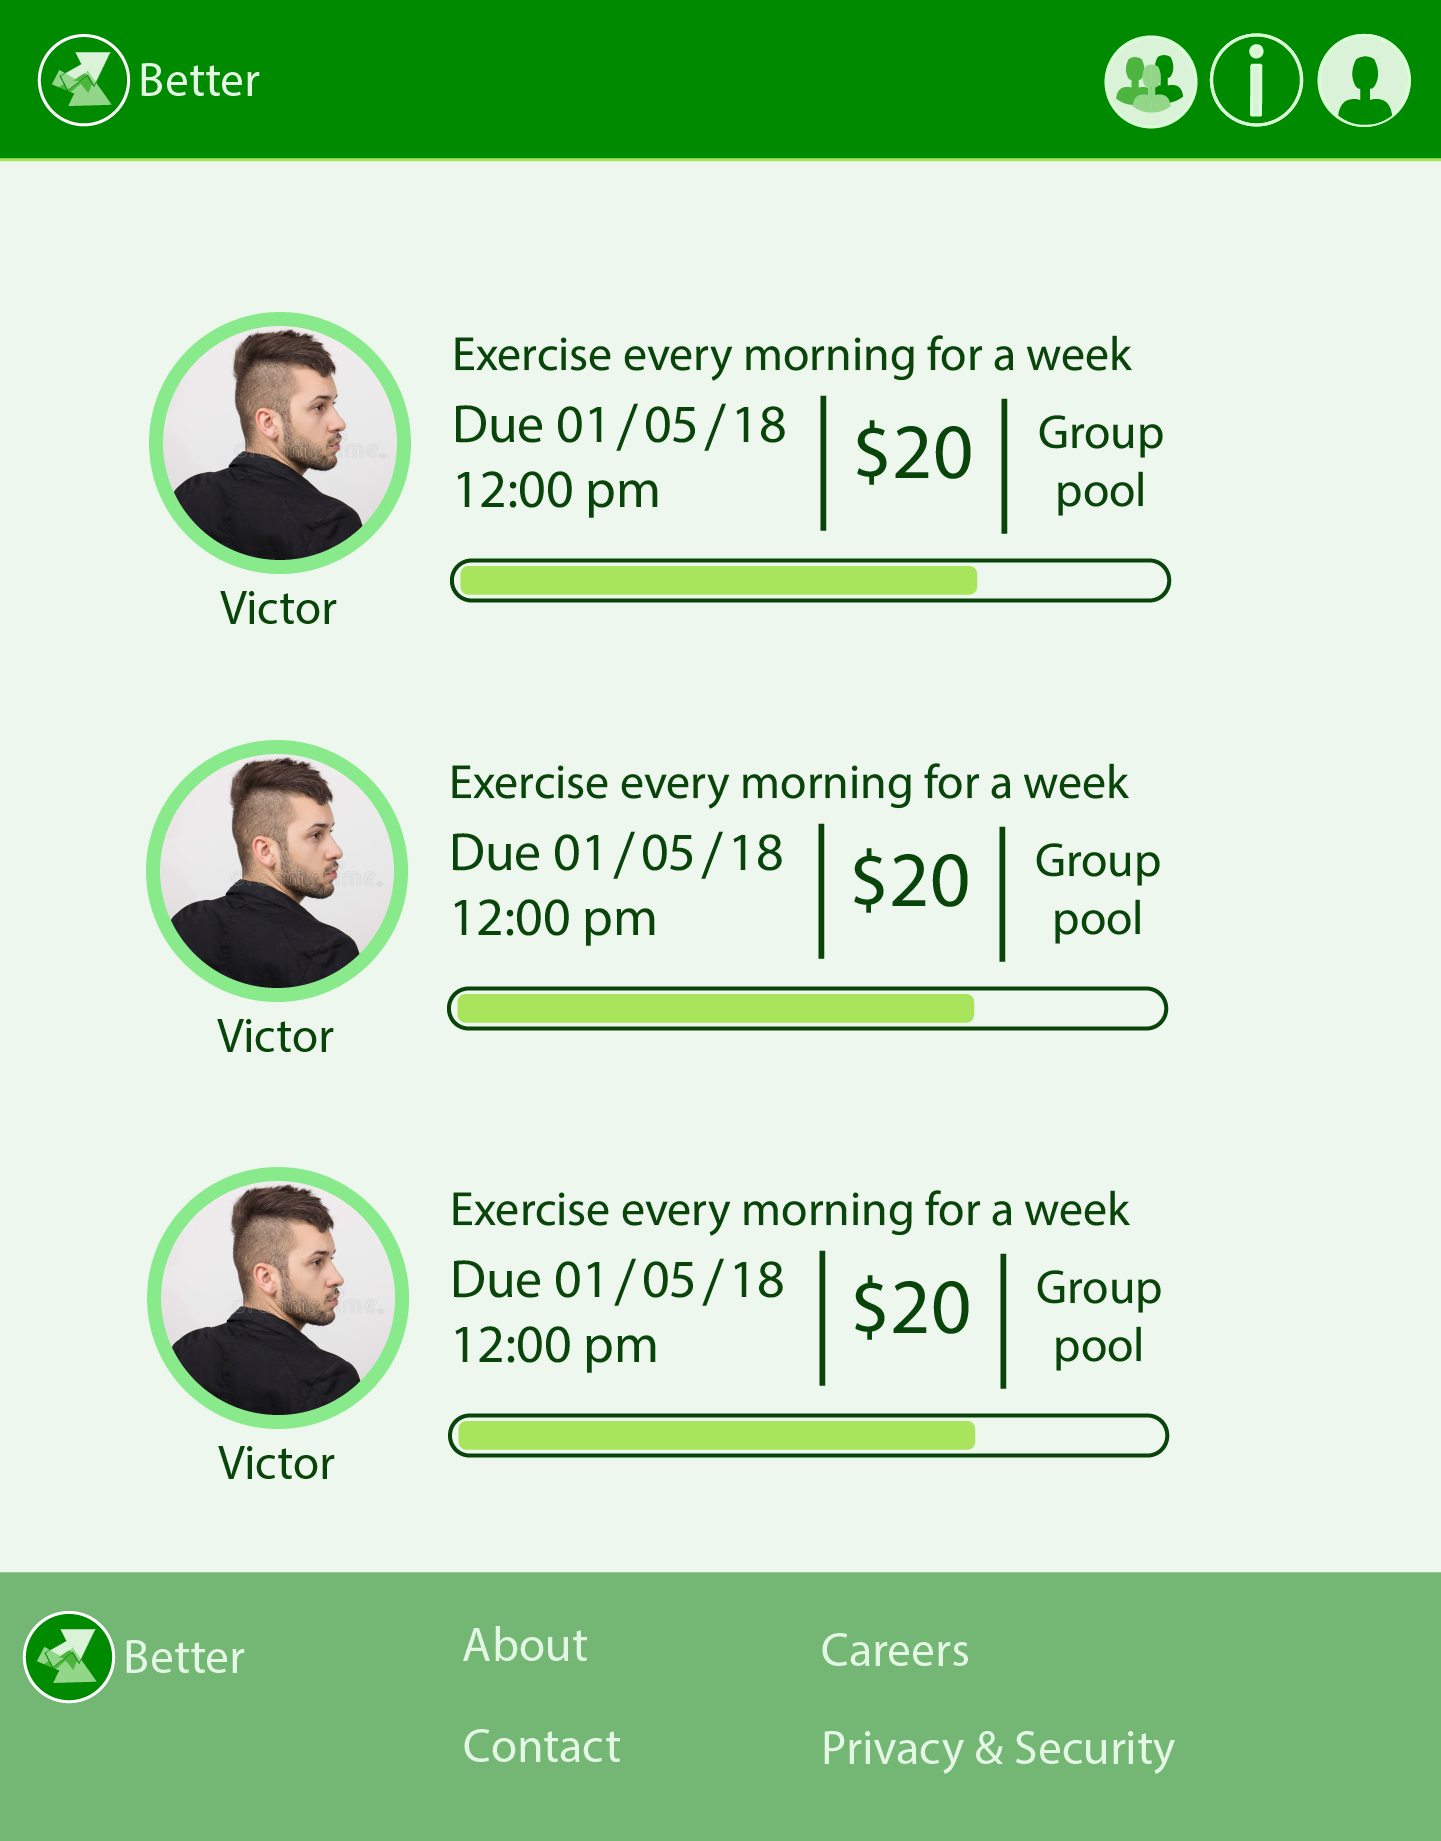 Better
Exercise every morning for a week
Due 01/05/18
12:00 pm
$20
Group
pool
Victor
Exercise every morning for a week
Due 01/05/18
12:00 pm
$20
Group
pool
Victor
Exercise every morning for a week
Due 01/05/18
12:00 pm
$20
Group
pool
Victor
Better
About
Careers
Contact
Privacy & Security